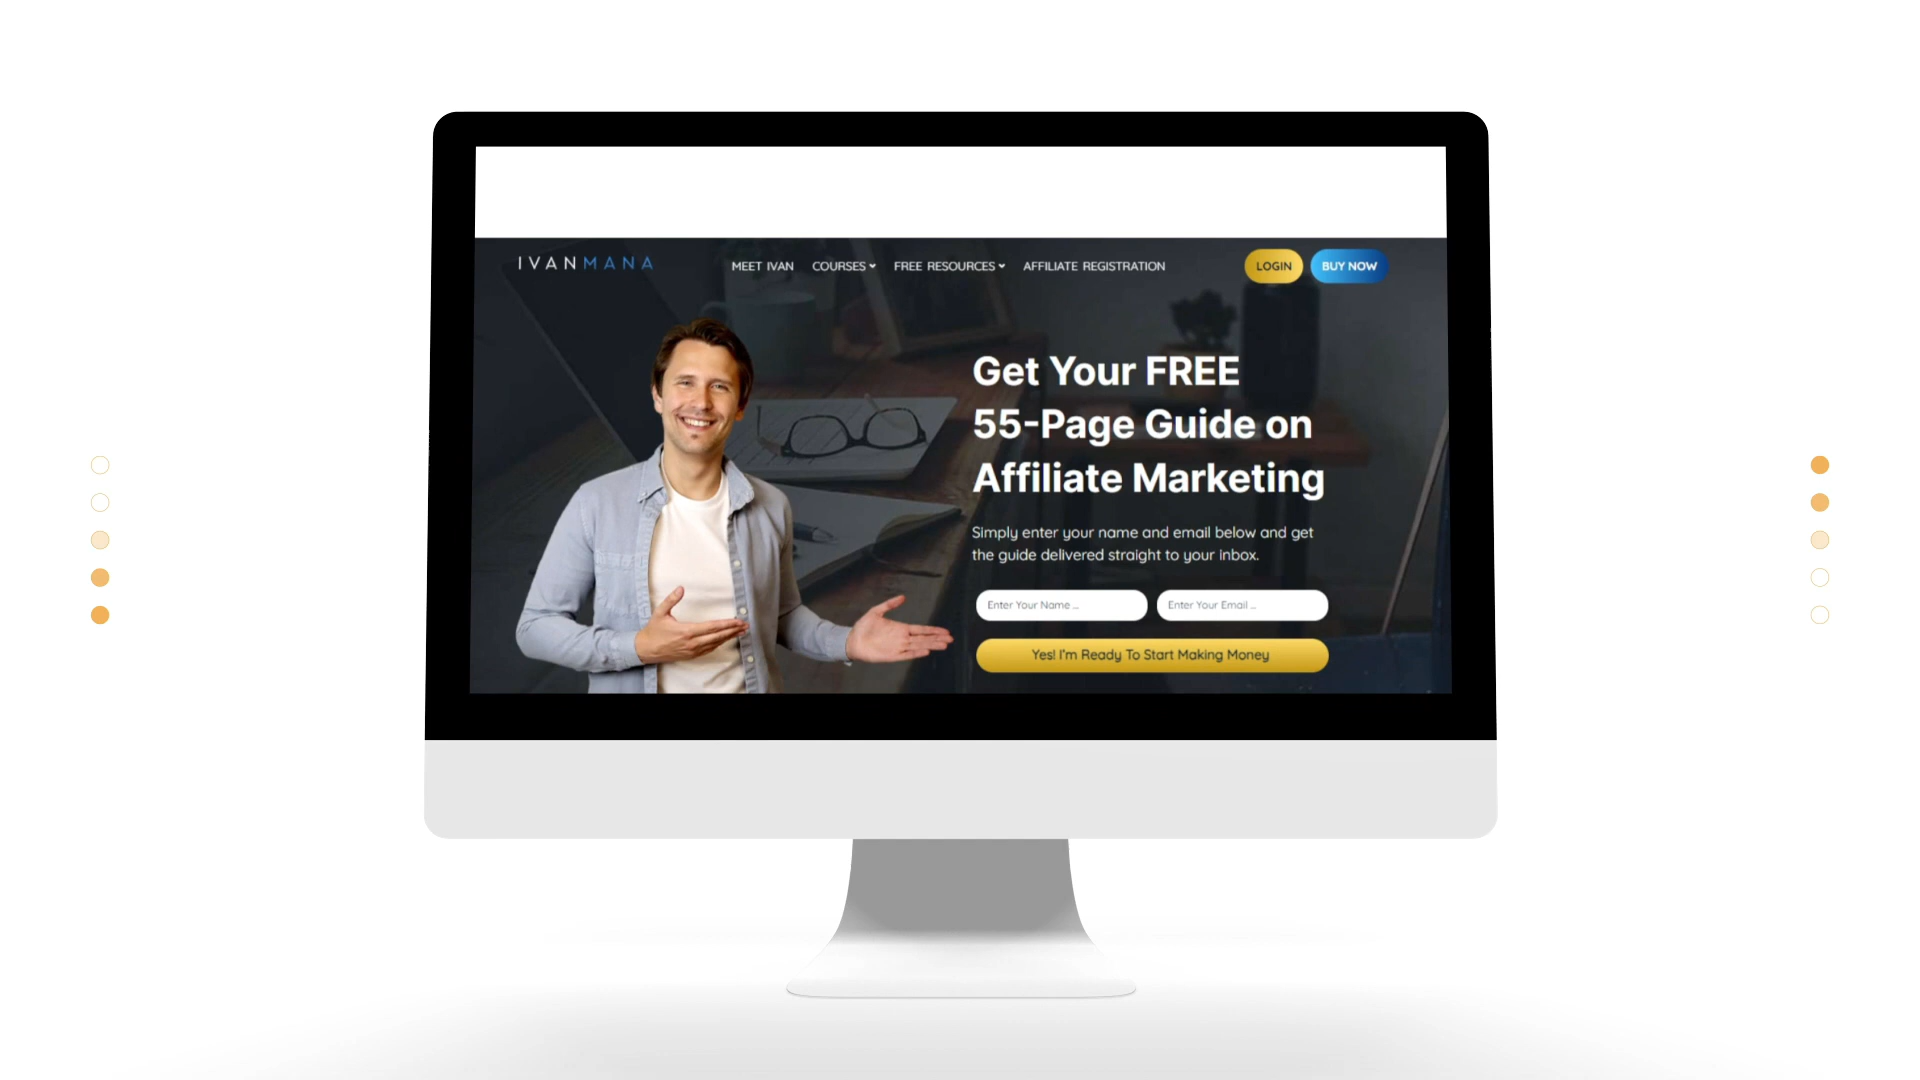 IVANMANA
MEET IVAN
COURSES
FREE RESOURCES
AFFILIATE REGISTRATION
LOGIN
BUY NOW
Get Your FREE
55-Page Guide on
Affiliate Marketing
Simply enter your name and email below and get
the guide delivered straight to your inbox.
Enter Your Name ...
Enter Your Email ...
Yes! I'm Ready To Start Making Money